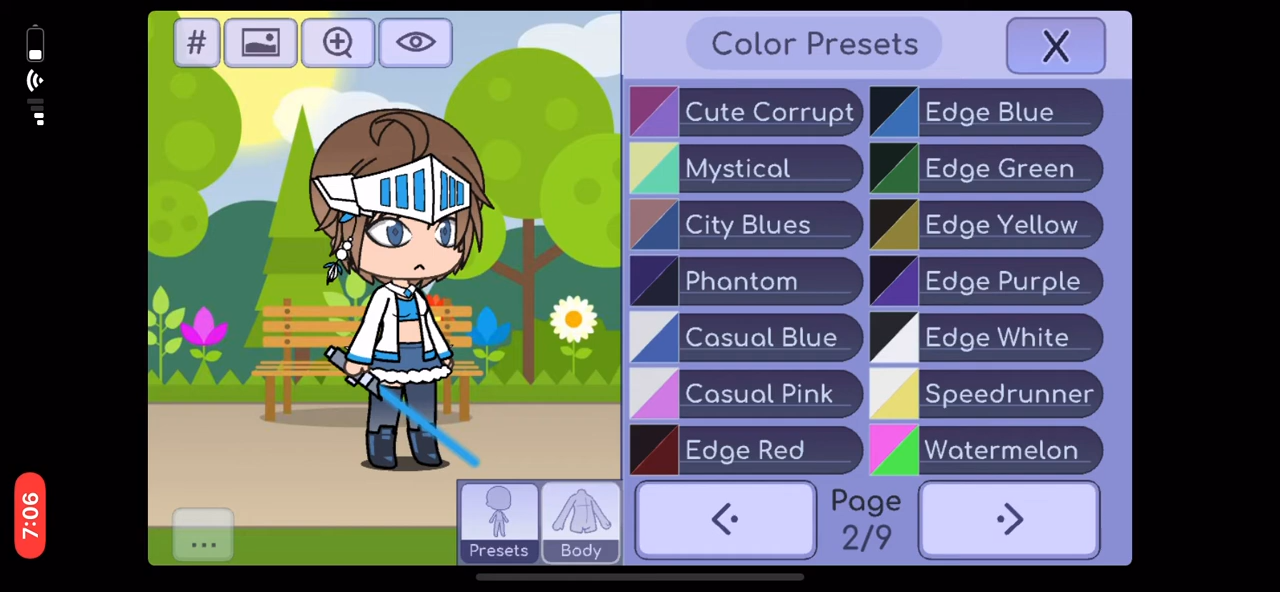 7:06
#
Color Presets
X
Cute Corrupt
Edge Blue
Mystical
Edge Green
City Blues
Edge Yellow
Phantom
Edge Purple
Casual Blue
Edge White
Casual Pink
Speedrunner
Edge Red
Watermelon
...
Presets
Body
Page
2/9